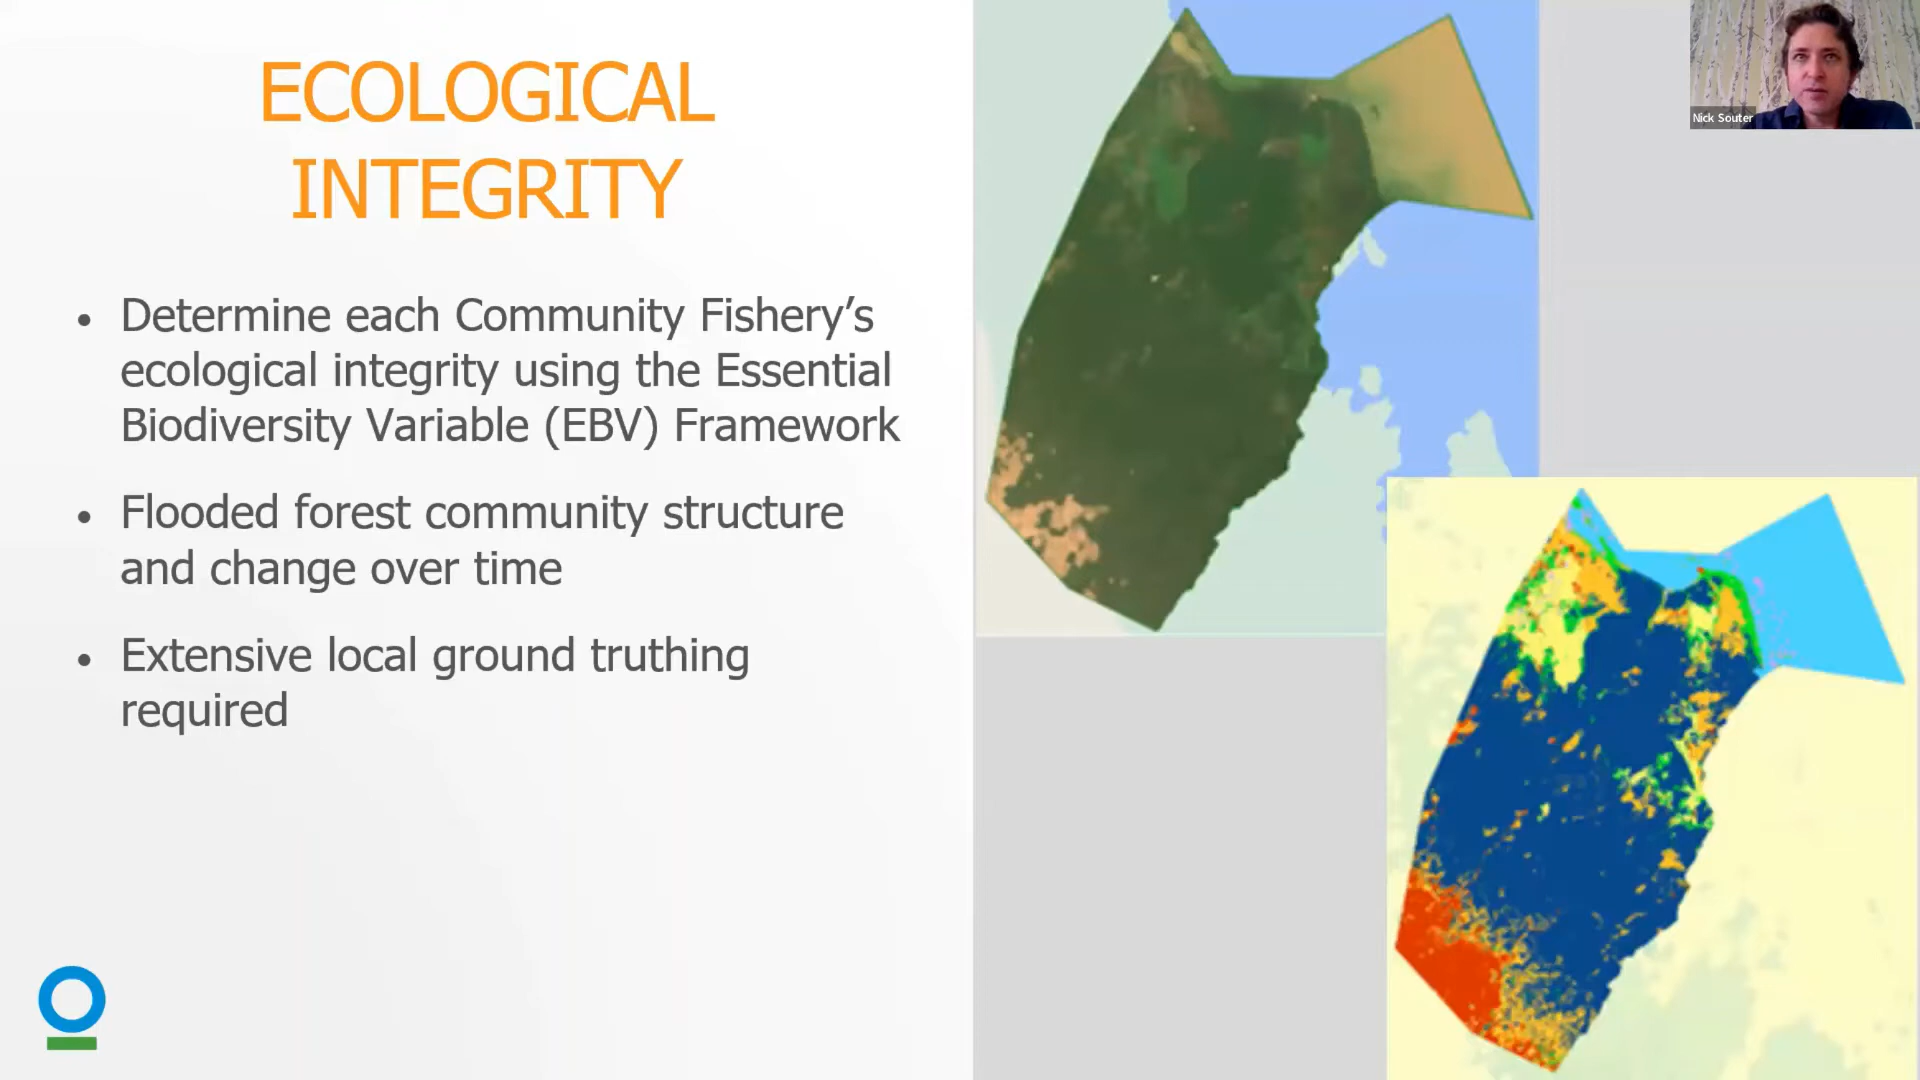 ECOLOGICAL
INTEGRITY
• Determine each Community Fishery’s
ecological integrity using the Essential
Biodiversity Variable (EBV) Framework
• Flooded forest community structure
and change over time
• Extensive local ground truthing
required
Nick Souter